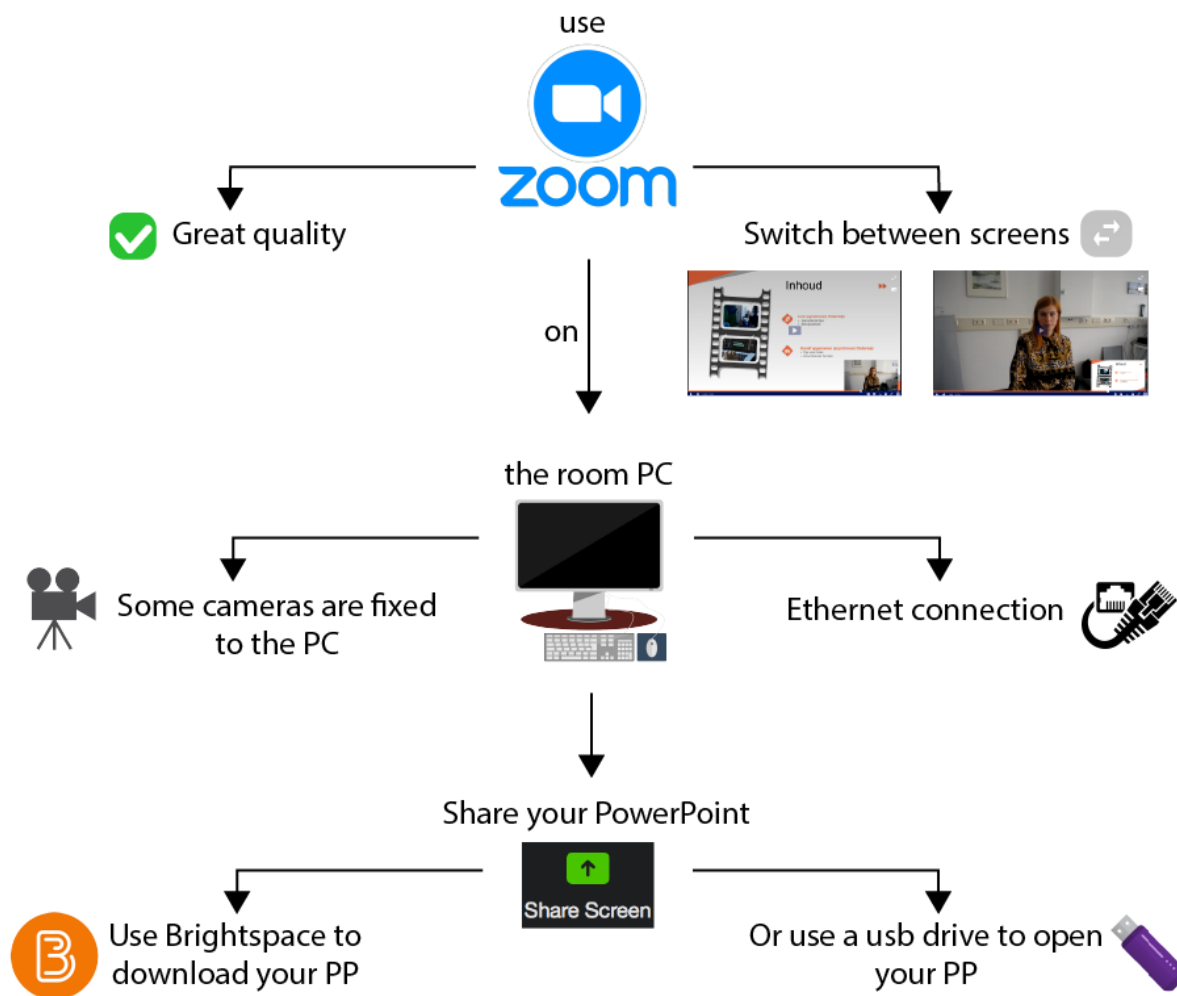 use
zoom
Great quality
Switch between screens
Inhoud
on
the room PC
Some cameras are fixed
to the PC
Ethernet connection
Share your PowerPoint
Share Screen
Use Brightspace to
download your PP
Or use a usb drive to open
your PP